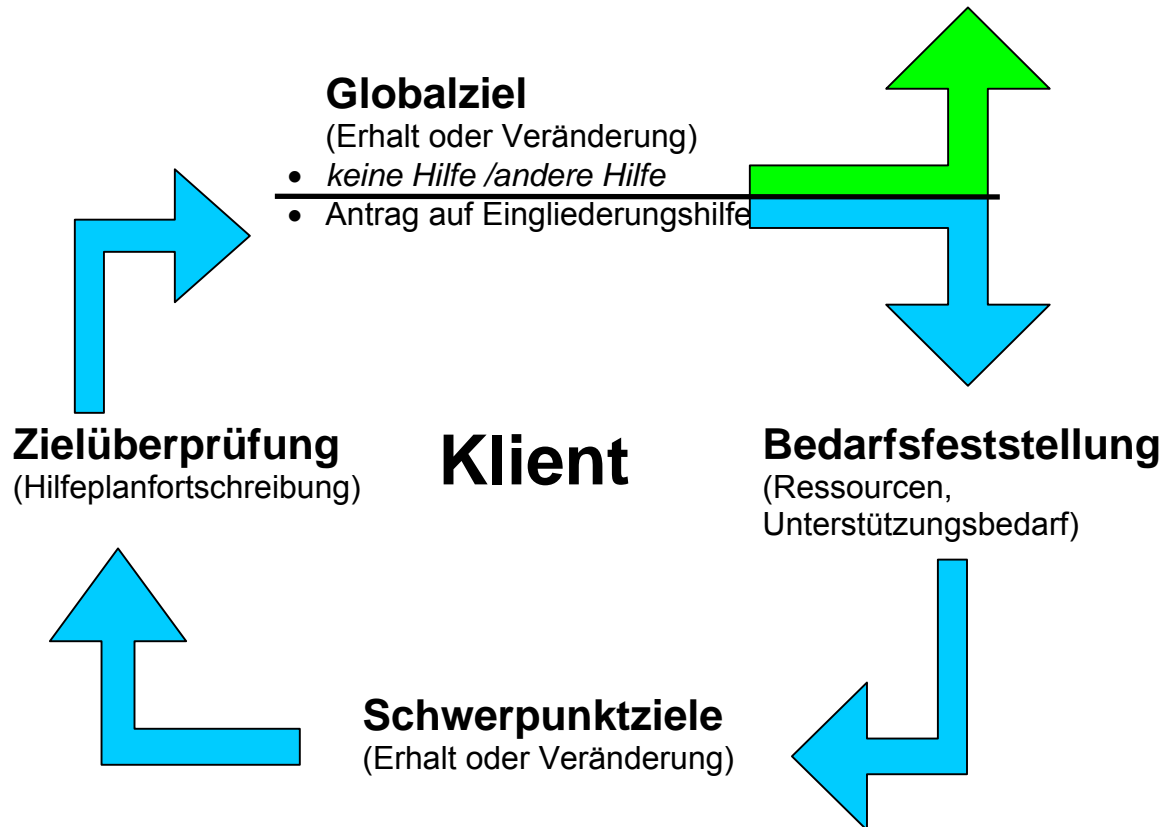 Globalziel
(Erhalt oder Veränderung)
• keine Hilfe /andere Hilfe
• Antrag auf Eingliederungshilfe
Zielüberprüfung
(Hilfeplanfortschreibung)
Klient
Bedarfsfeststellung
(Ressourcen,
Unterstützungsbedarf)
Schwerpunktziele
(Erhalt oder Veränderung)